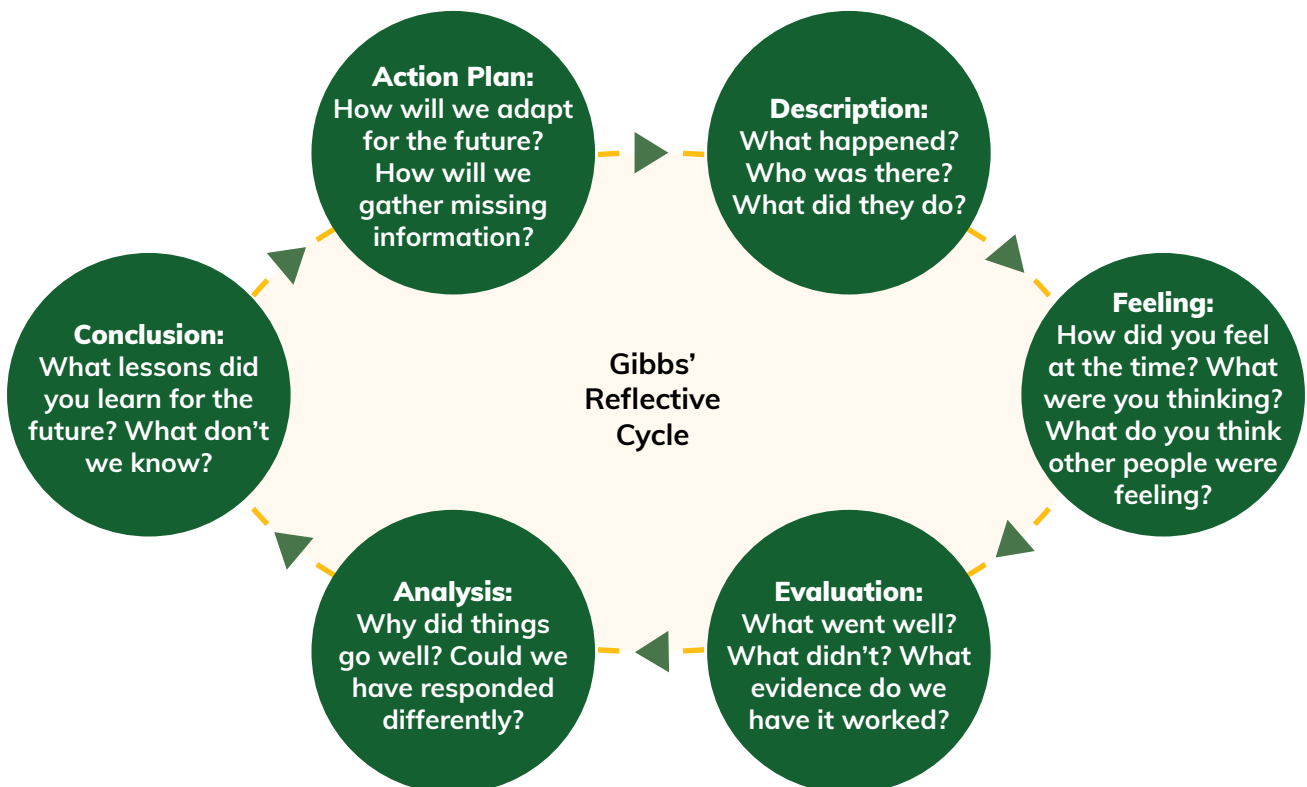 Action Plan:
How will we adapt
for the future?
How will we
gather missing
information?
Description:
What happened?
Who was there?
What did they do?
Feeling:
How did you feel
at the time? What
were you thinking?
What do you think
other people were
feeling?
Evaluation:
What went well?
What didn’t? What
evidence do we
have it worked?
Analysis:
Why did things
go well? Could we
have responded
differently?
Conclusion:
What lessons did
you learn for the
future? What don’t
we know?
Gibbs’
Reflective
Cycle